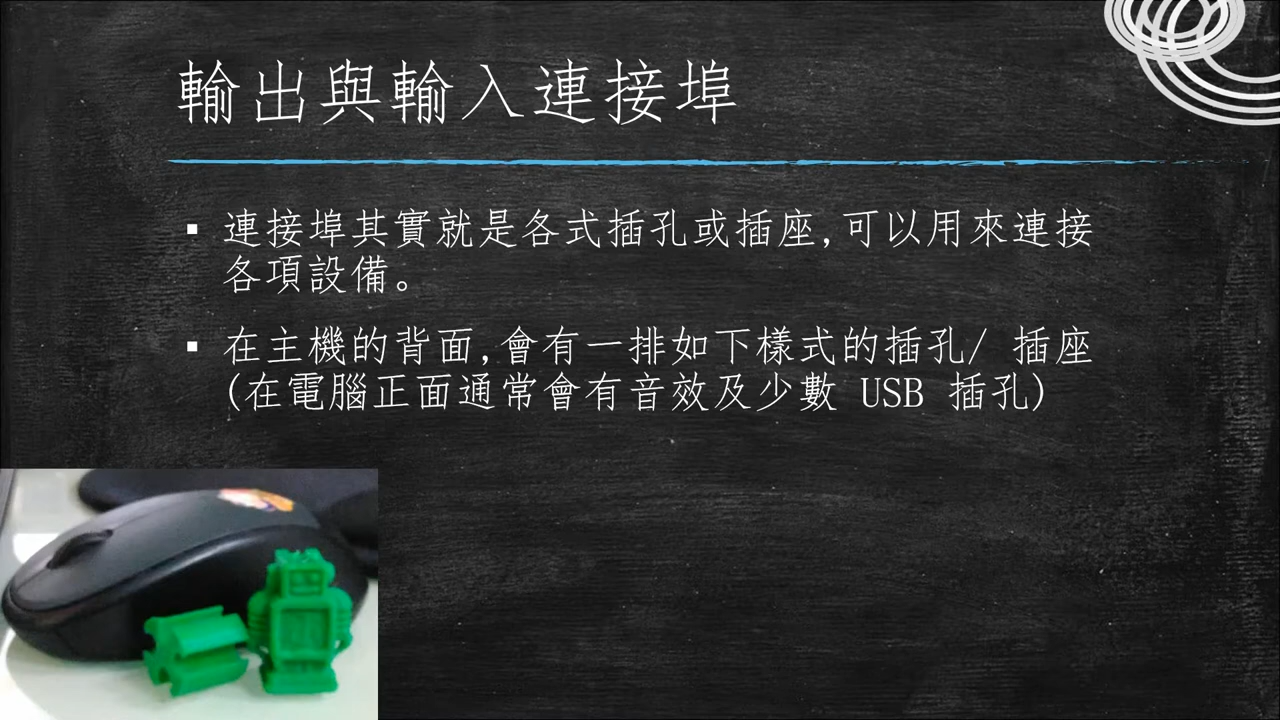 輸出與輸入連接埠
▪ 連接埠其實就是各式插孔或插座,可以用來連接
各項設備。
▪ 在主機的背面,會有一排如下樣式的插孔/ 插座
(在電腦正面通常會有音效及少數 USB 插孔)